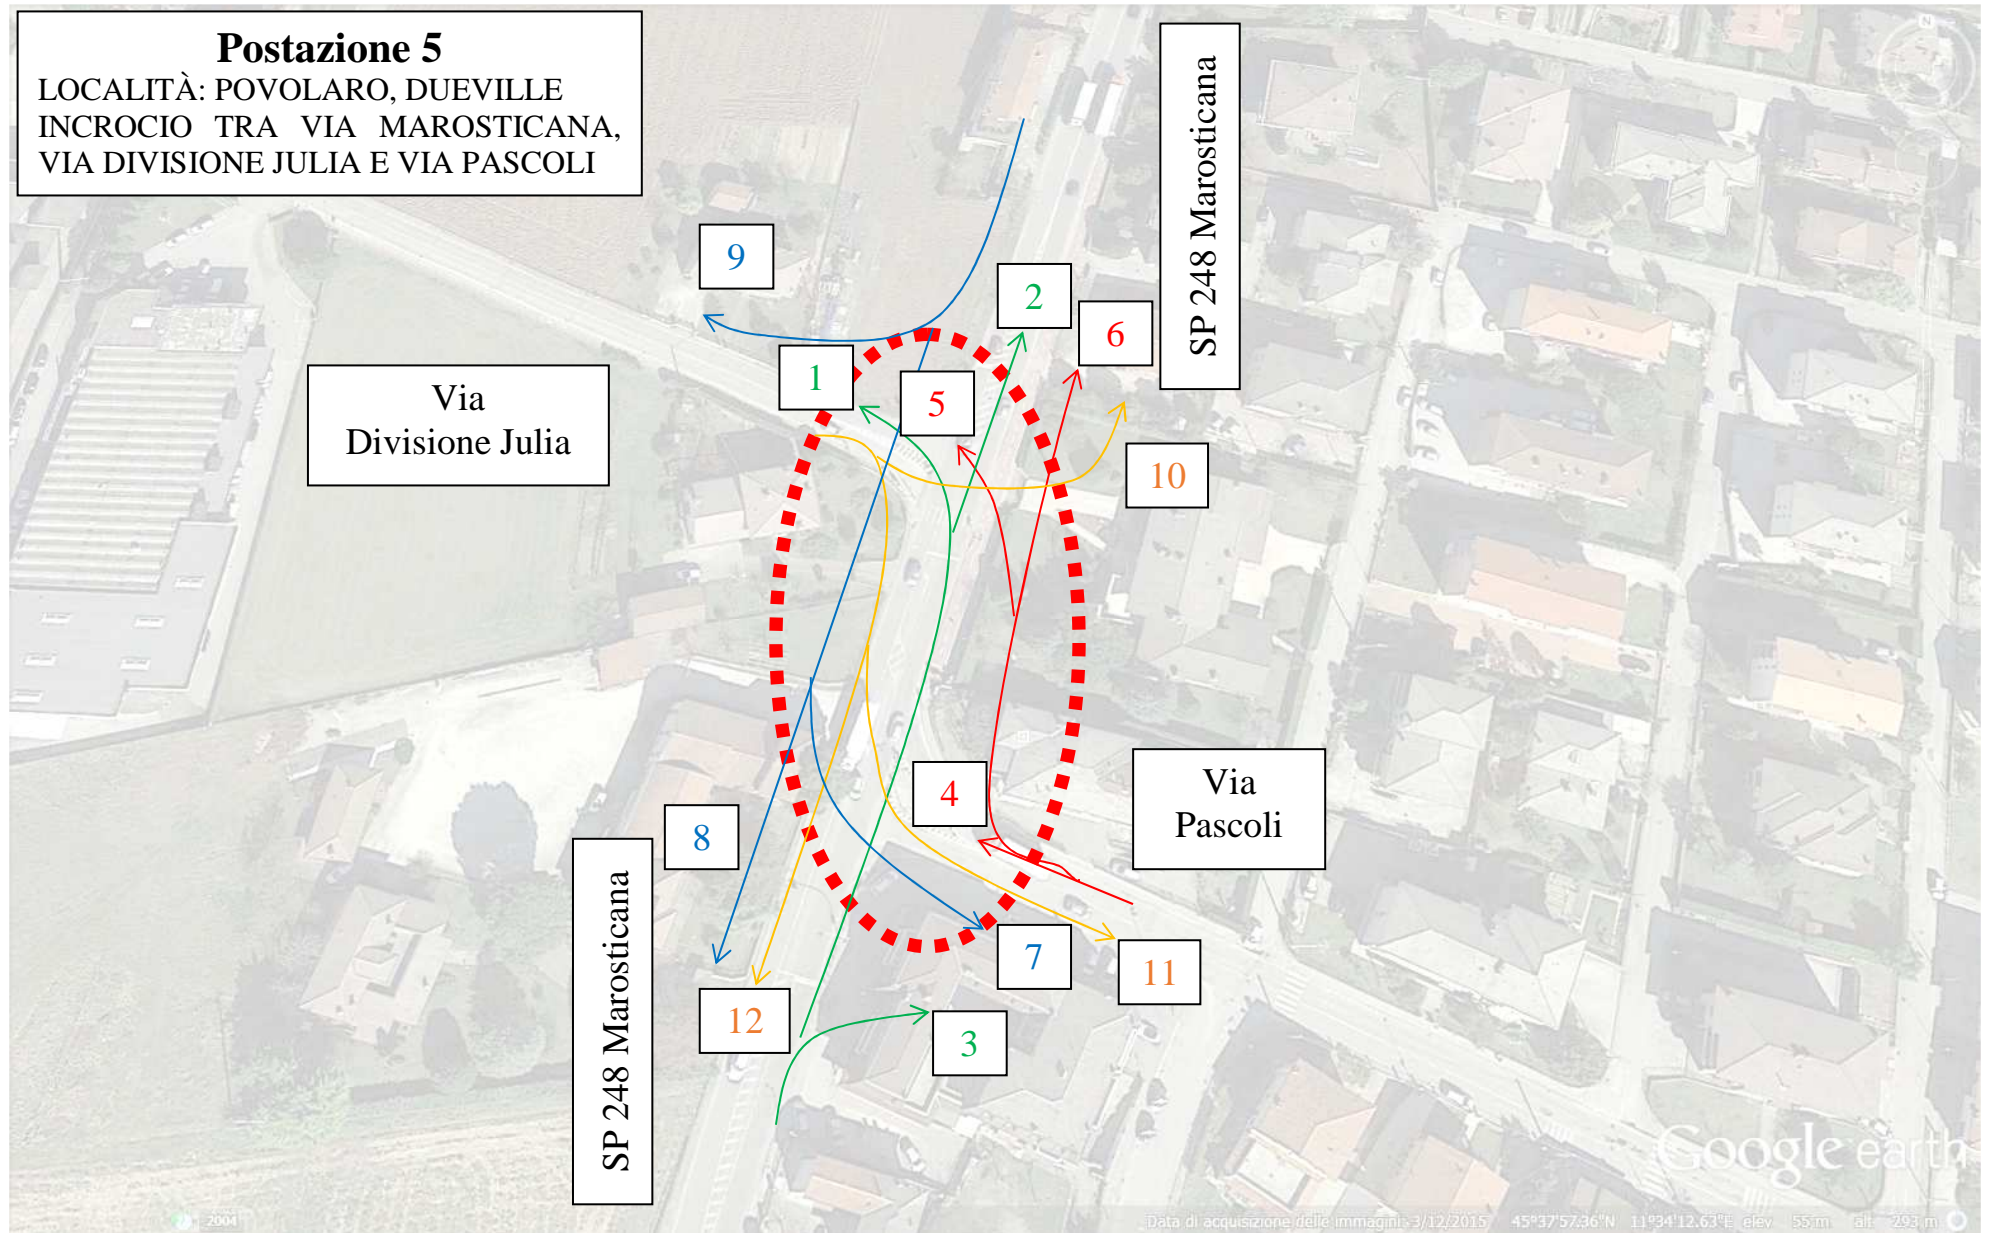 Postazione 5
LOCALITÀ: POVOLARO, DUEVILLE
INCROCIO TRA VIA MAROSTICANA,
VIA DIVISIONE JULIA E VIA PASCOLI
SP 248 Marosticana
9
2
6
1
5
Via
Divisione Julia
10
4
Via
Pascoli
8
SP 248 Marosticana
7
11
12
3
Google earth
2004
Data di acquisizione delle immagini: 3/12/2015 45°37'57.36"N 11°34'12.63"E elev 55 m alt 293 m